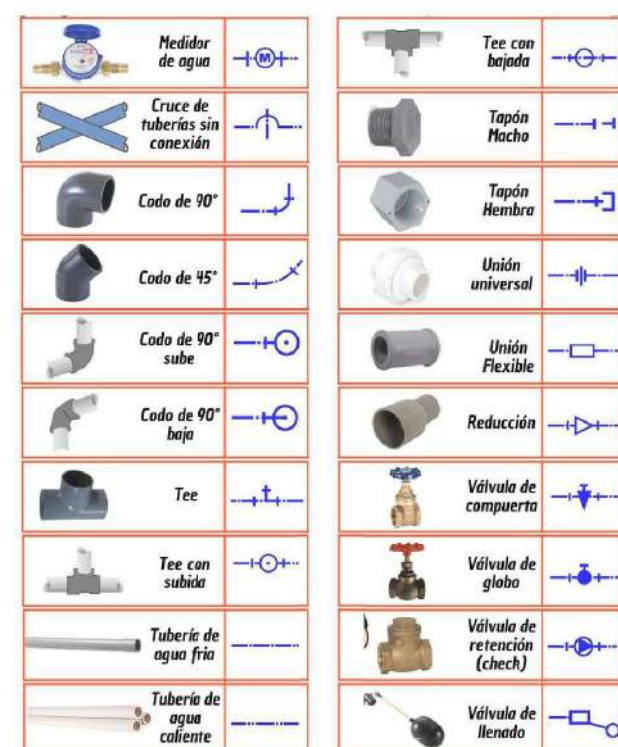 Medidor
de agua
M
Cruce de
tuberías sin
conexión
Codo de 90°
Codo de 45°
Codo de 90°
sube
Codo de 90°
baja
Tee
Tee con
subida
Tubería de
agua fria
Tubería de
agua
caliente
Tee con
bajada
Tapón
Macho
Tapón
Hembra
Unión
universal
Unión
Flexible
Reducción
Válvula de
compuerta
Válvula de
globo
Válvula de
retención
(check)
Válvula de
llenado